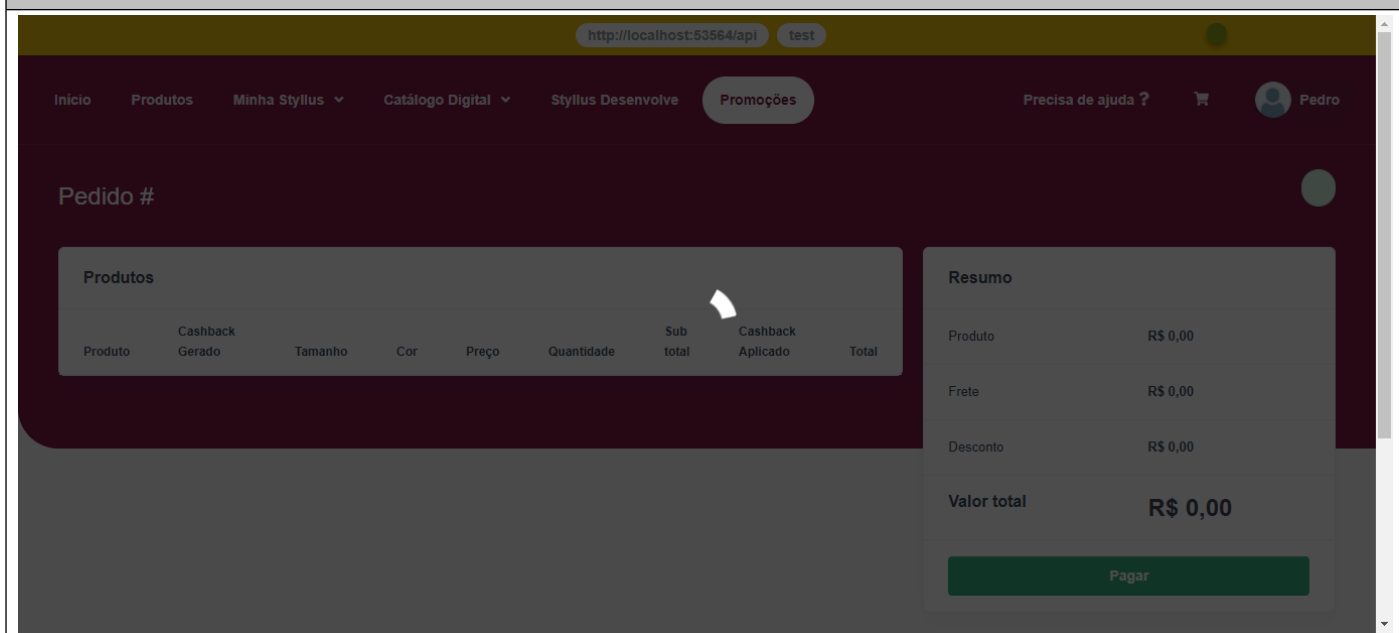 http://localhost:53564/api test
Início Produtos Minha Styllus Catálogo Digital Styllus Desenvolve Promoções Precisa de ajuda ? Pedro
Pedido #
Produtos
Produto Cashback Gerado Tamanho Cor Preço Quantidade Sub total Cashback Aplicado Total
Resumo
Produto R$ 0,00
Frete R$ 0,00
Desconto R$ 0,00
Valor total R$ 0,00
Pagar